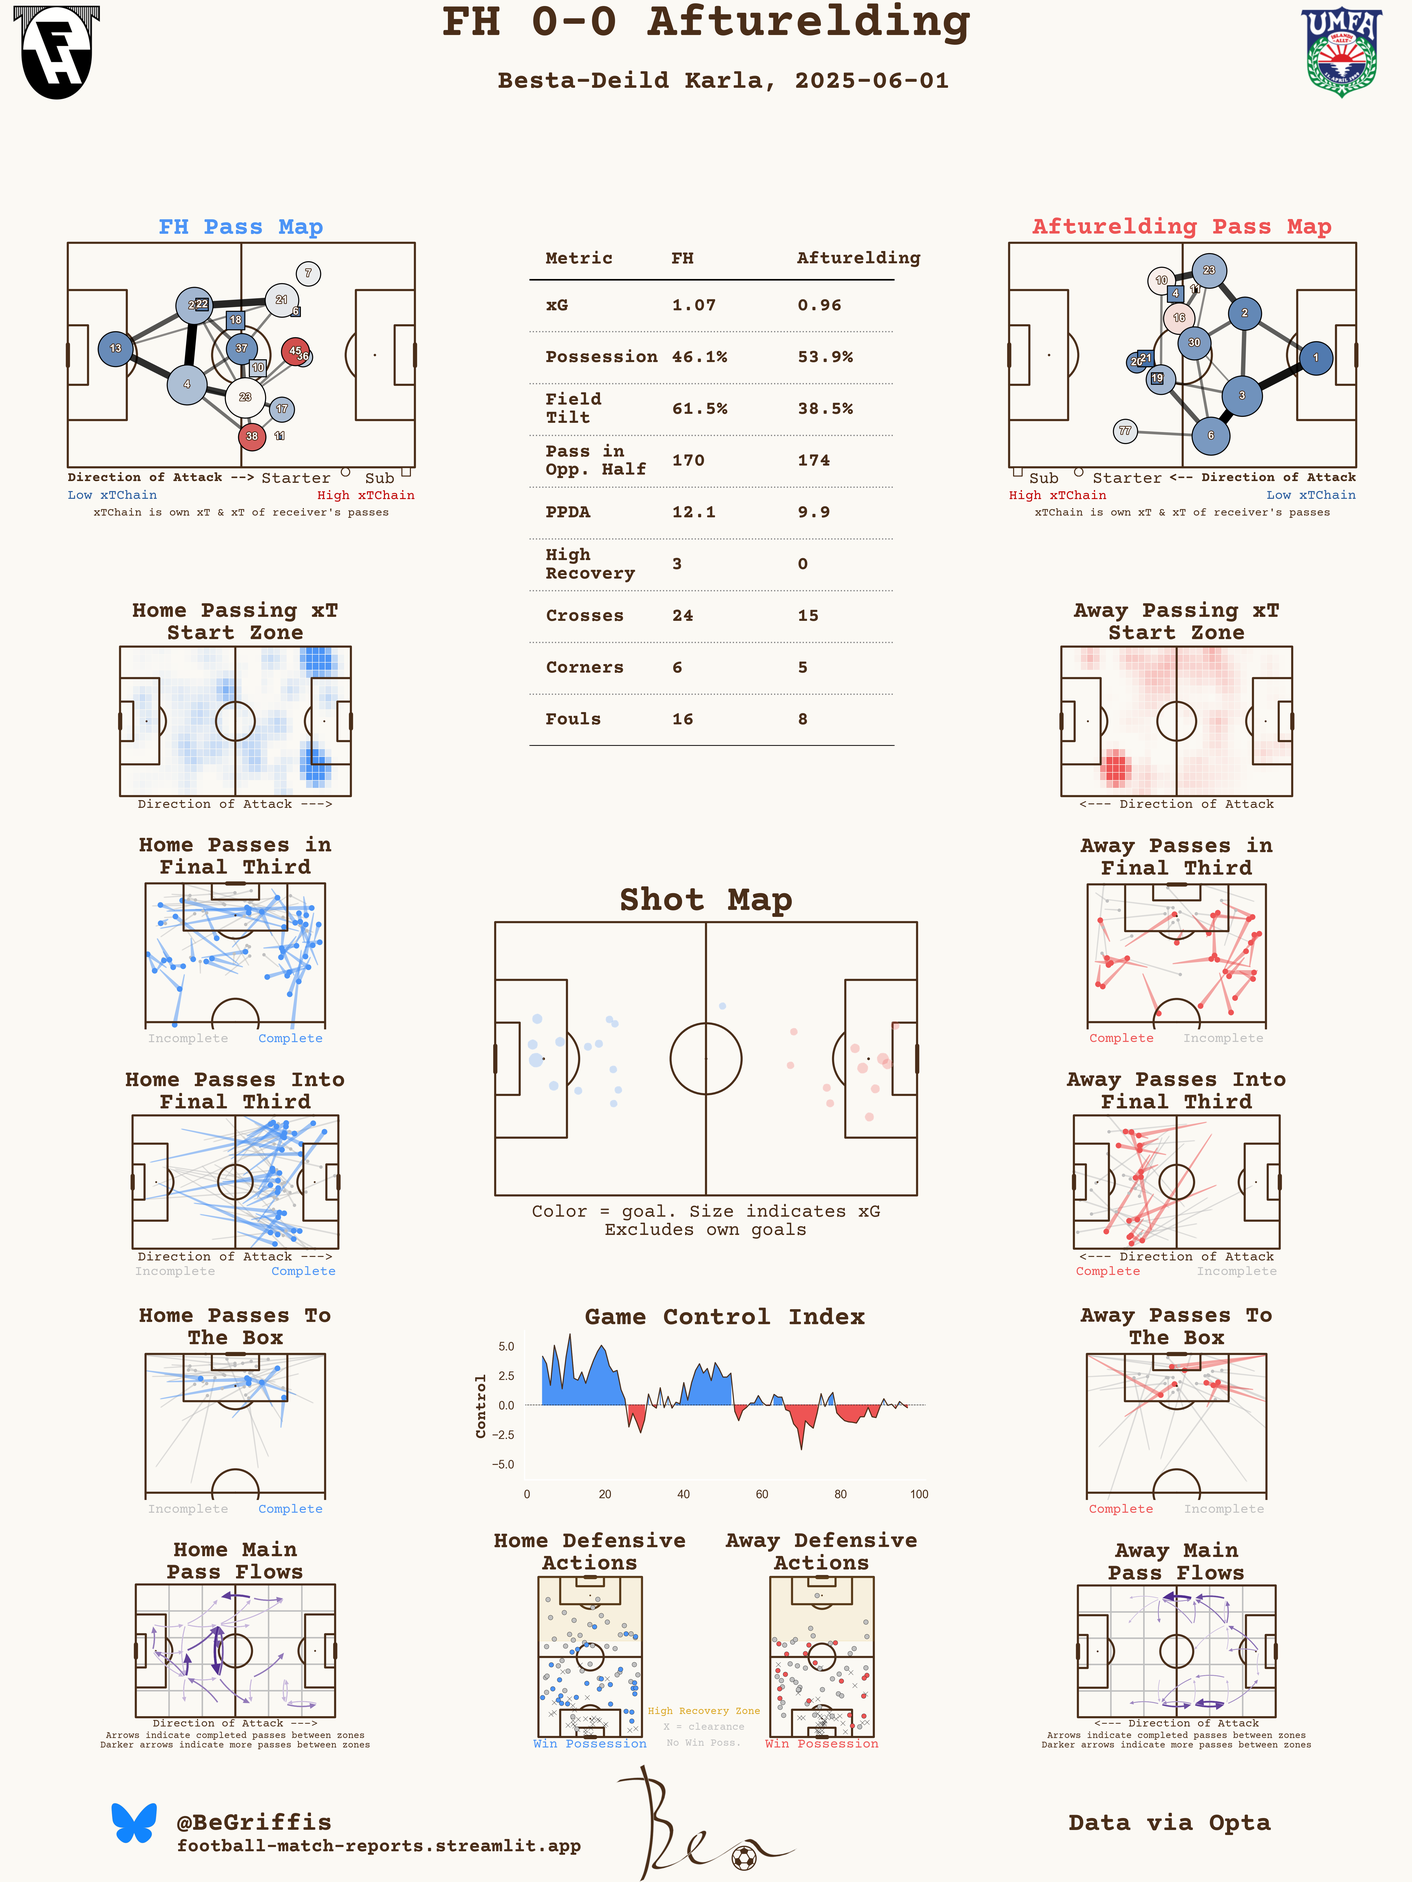 FH 0-0 Afturelding
Besta-Deild Karla, 2025-06-01
UMFA
FH Pass Map
7
21
2
22
6
18
13
37
45
36
10
4
23
17
38
11
Direction of Attack --> Starter Sub
Low xTChain High xTChain
xTChain is own xT & xT of receiver's passes
Metric FH Afturelding
xG 1.07 0.96
Possession 46.1% 53.9%
Field
Tilt 61.5% 38.5%
Pass in
Opp. Half 170 174
PPDA 12.1 9.9
High
Recovery 3 0
Crosses 24 15
Corners 6 5
Fouls 16 8
Afturelding Pass Map
23
10
11
4
2
16
30
1
20
21
19
3
77
6
Sub Starter <-- Direction of Attack
High xTChain Low xTChain
xTChain is own xT & xT of receiver's passes
Home Passing xT
Start Zone
Direction of Attack --->
Away Passing xT
Start Zone
<--- Direction of Attack
Home Passes in
Final Third
Incomplete Complete
Away Passes in
Final Third
Complete Incomplete
Shot Map
Color = goal. Size indicates xG
Excludes own goals
Home Passes Into
Final Third
Direction of Attack --->
Incomplete Complete
Away Passes Into
Final Third
<--- Direction of Attack
Complete Incomplete
Home Passes To
The Box
Incomplete Complete
Game Control Index
Control
5.0
2.5
0.0
−2.5
−5.0
0 20 40 60 80 100
Away Passes To
The Box
Complete Incomplete
Home Main
Pass Flows
Direction of Attack --->
Arrows indicate completed passes between zones
Darker arrows indicate more passes between zones
Home Defensive
Actions
Win Possession
High Recovery Zone
X = clearance
No Win Poss.
Away Defensive
Actions
Win Possession
Away Main
Pass Flows
<--- Direction of Attack
Arrows indicate completed passes between zones
Darker arrows indicate more passes between zones
@BeGriffis
football-match-reports.streamlit.app
Ben
Data via Opta